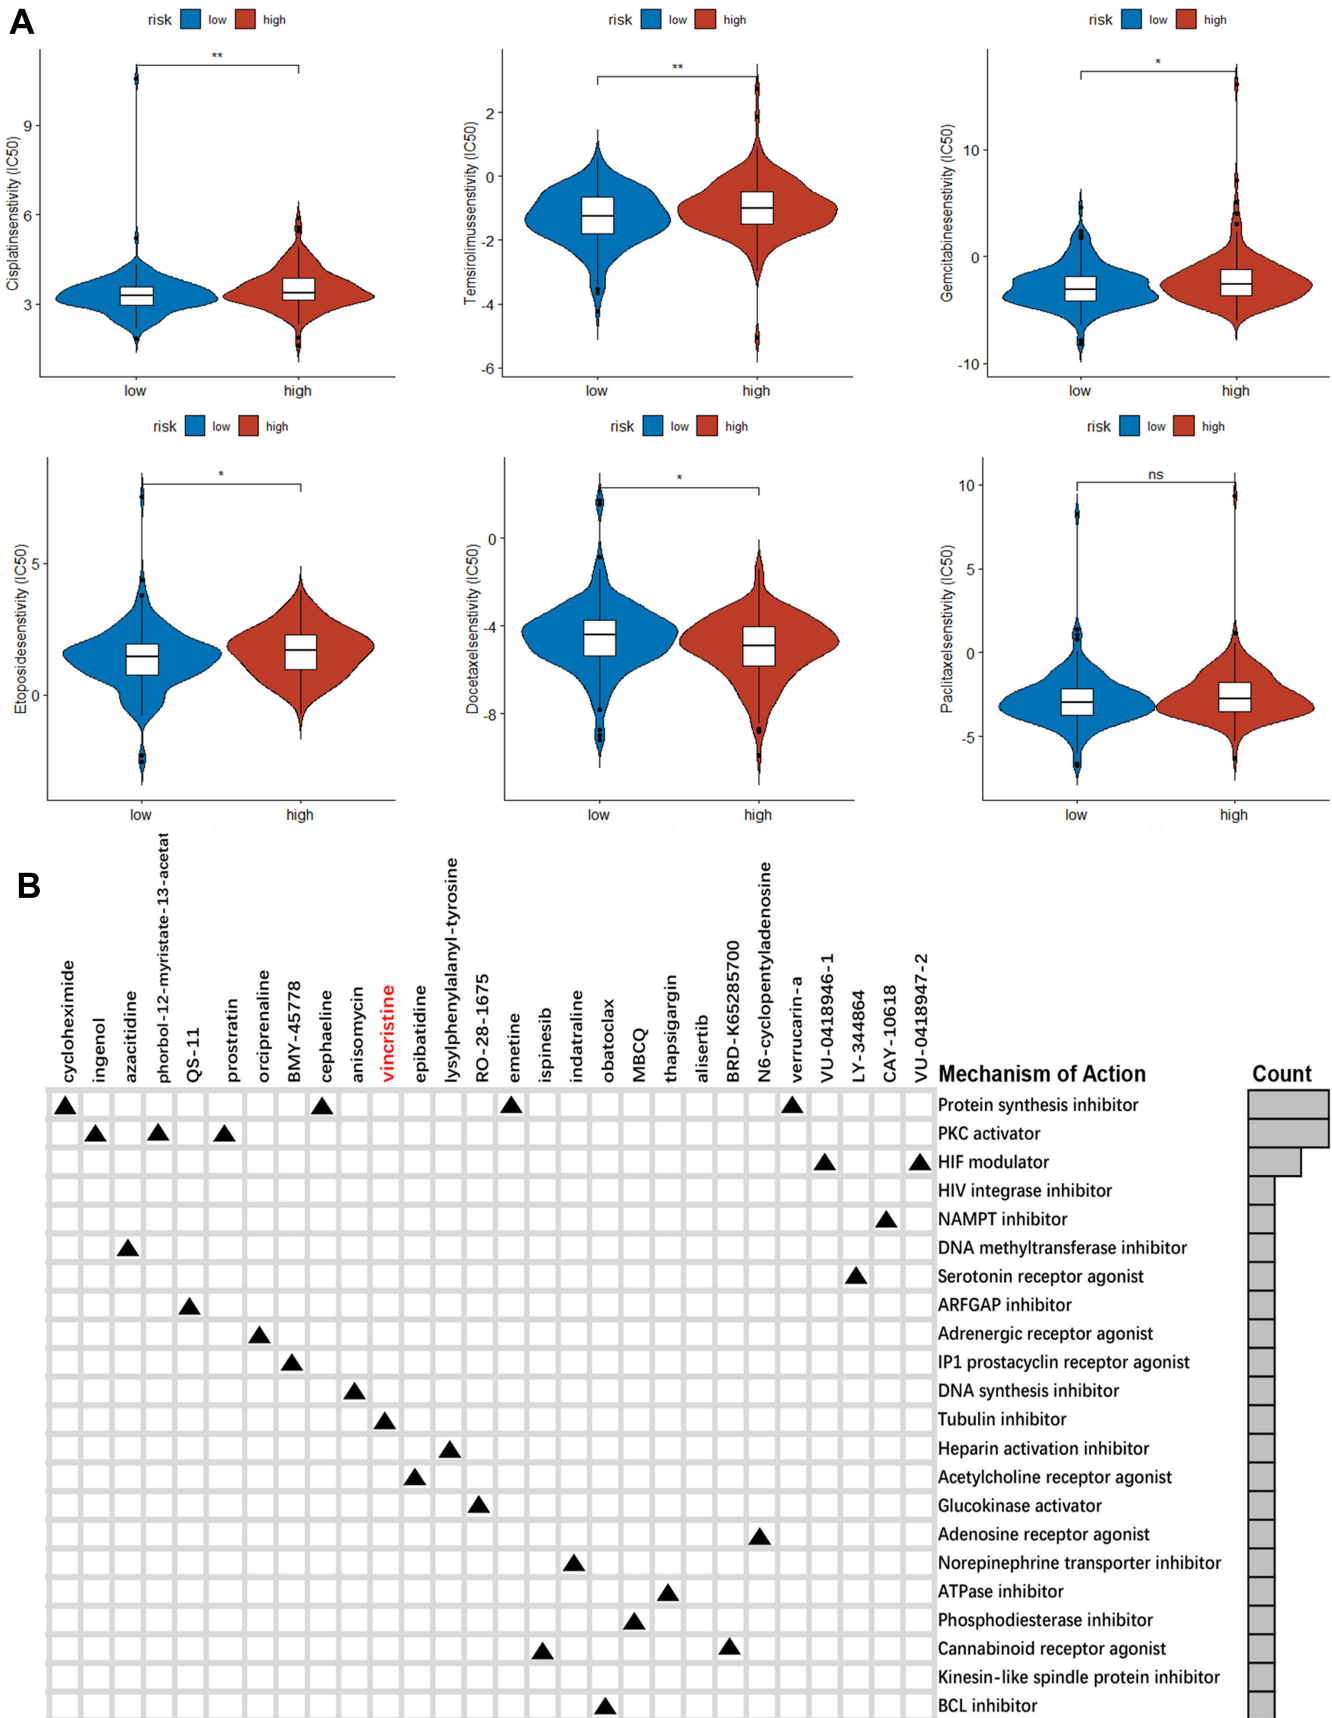 A
risk low high
**
Cisplatinsenstivity (IC50)
9
6
3
low high
risk low high
**
Temsirolimussenstivity (IC50)
2
0
-2
-4
-6
low high
risk low high
*
Gemcitabinesenstivity (IC50)
10
0
-10
low high
risk low high
*
Etoposidesenstivity (IC50)
5
0
low high
risk low high
*
Docetaxelsenstivity (IC50)
0
-4
-8
low high
risk low high
ns
Paclitaxelsenstivity (IC50)
10
5
0
-5
low high
B
cycloheximide
ingenol
azacitidine
phorbol-12-myristate-13-acetat
QS-11
prostratin
orciprenaline
BMY-45778
cephaeline
anisomycin
vincristine
epibatidine
lysylphenylalanyl-tyrosine
RO-28-1675
emetine
ispinesib
indatraline
obatoclax
MBCQ
thapsigargin
alisertib
BRD-K65285700
N6-cyclopentyladenosine
verrucarin-a
VU-0418946-1
LY-344864
CAY-10618
VU-0418947-2
Mechanism of Action Count
Protein synthesis inhibitor
PKC activator
HIF modulator
HIV integrase inhibitor
NAMPT inhibitor
DNA methyltransferase inhibitor
Serotonin receptor agonist
ARFGAP inhibitor
Adrenergic receptor agonist
IP1 prostacyclin receptor agonist
DNA synthesis inhibitor
Tubulin inhibitor
Heparin activation inhibitor
Acetylcholine receptor agonist
Glucokinase activator
Adenosine receptor agonist
Norepinephrine transporter inhibitor
ATPase inhibitor
Phosphodiesterase inhibitor
Cannabinoid receptor agonist
Kinesin-like spindle protein inhibitor
BCL inhibitor